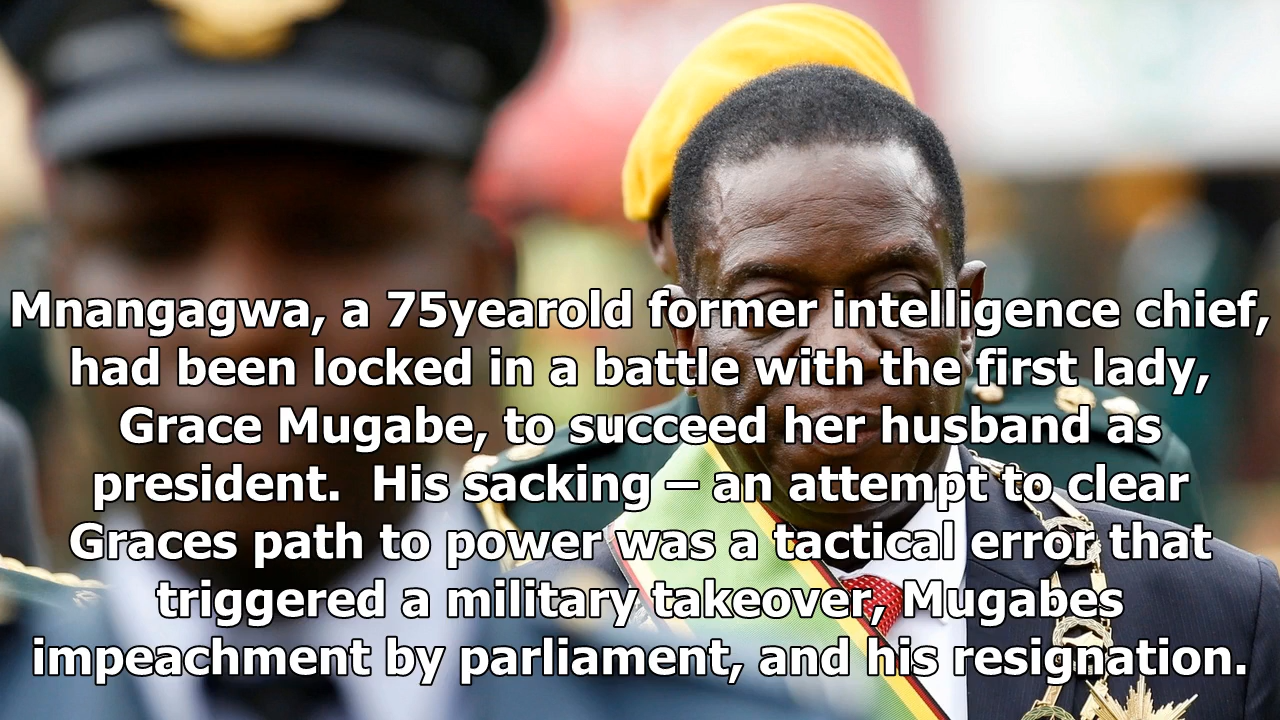 Mnangagwa, a 75yearold former intelligence chief,
had been locked in a battle with the first lady,
Grace Mugabe, to succeed her husband as
president.  His sacking – an attempt to clear
Graces path to power was a tactical error that
triggered a military takeover, Mugabes
impeachment by parliament, and his resignation.